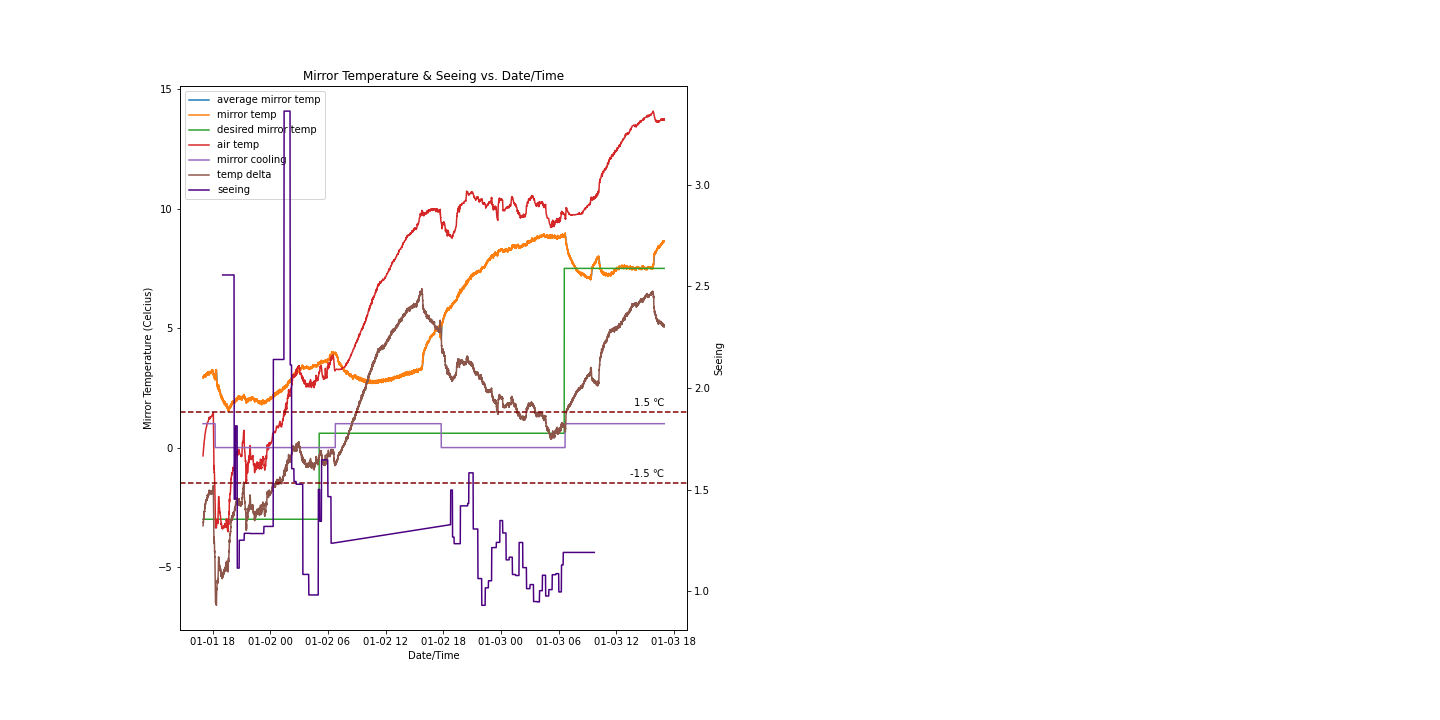 Mirror Temperature & Seeing vs. Date/Time
average mirror temp
mirror temp
desired mirror temp
air temp
mirror cooling
temp delta
seeing
15
10
5
0
−5
Mirror Temperature (Celcius)
3.0
2.5
2.0
1.5
1.0
Seeing
1.5 °C
-1.5 °C
01-01 18 01-02 00 01-02 06 01-02 12 01-02 18 01-03 00 01-03 06 01-03 12 01-03 18
Date/Time